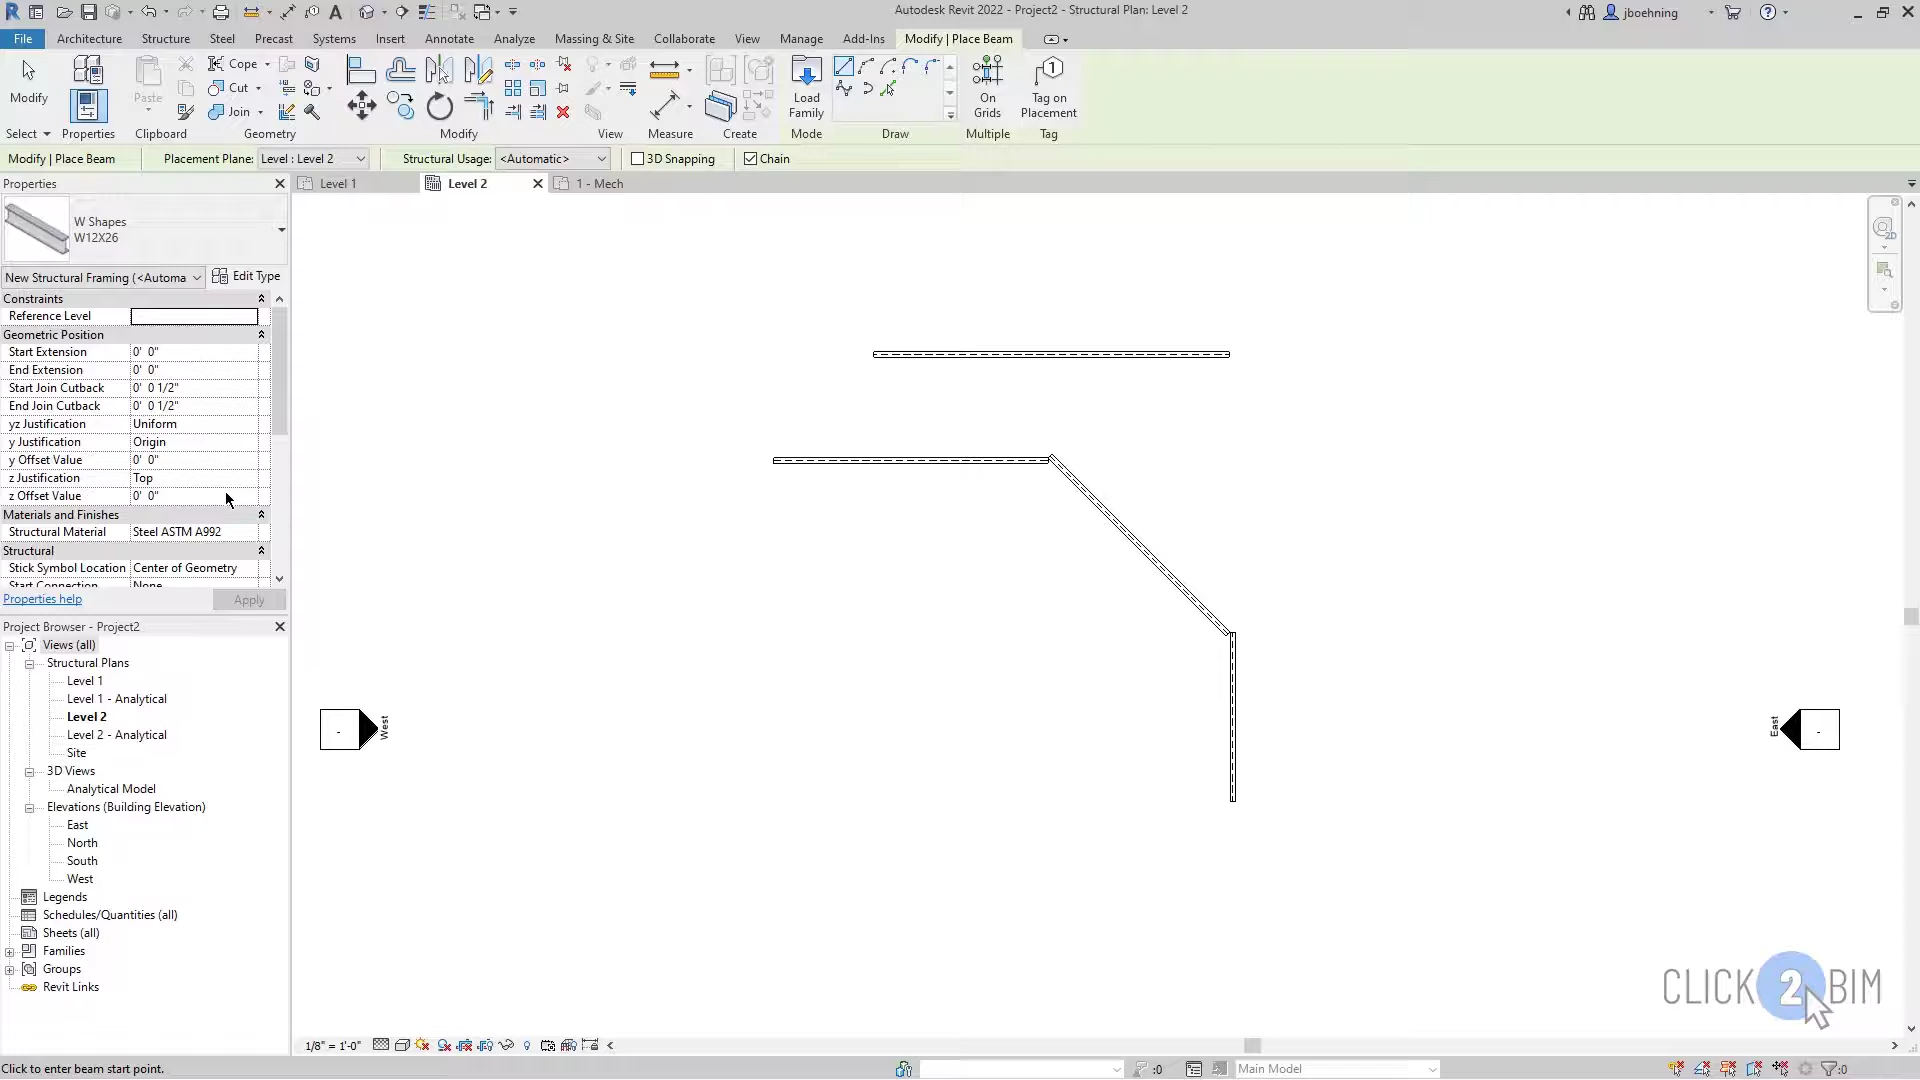 Autodesk Revit 2022 - Project2 - Structural Plan: Level 2
jboehning
File Architecture Structure Steel Precast Systems Insert Annotate Analyze Massing & Site Collaborate View Manage Add-Ins Modify | Place Beam
Modify
Paste
Cope
Cut
Join
Load Family
On Grids
Tag on Placement
Select Properties Clipboard Geometry Modify View Measure Create Mode Draw Multiple Tag
Modify | Place Beam Placement Plane: Level : Level 2 Structural Usage: <Automatic> 3D Snapping Chain
Properties
Level 1 Level 2 1 - Mech
W Shapes
W12X26
New Structural Framing (<Automa Edit Type
Constraints
Reference Level
Geometric Position
Start Extension 0' 0"
End Extension 0' 0"
Start Join Cutback 0' 0 1/2"
End Join Cutback 0' 0 1/2"
yz Justification Uniform
y Justification Origin
y Offset Value 0' 0"
z Justification Top
z Offset Value 0' 0"
Materials and Finishes
Structural Material Steel ASTM A992
Structural
Stick Symbol Location Center of Geometry
Start Connection None
Properties help Apply
Project Browser - Project2
Views (all)
Structural Plans
Level 1
Level 1 - Analytical
Level 2
Level 2 - Analytical
Site
3D Views
Analytical Model
Elevations (Building Elevation)
East
North
South
West
Legends
Schedules/Quantities (all)
Sheets (all)
Families
Groups
Revit Links
West
East
2D
CLICK 2 BIM
1/8" = 1'-0"
Click to enter beam start point. :0 Main Model :0